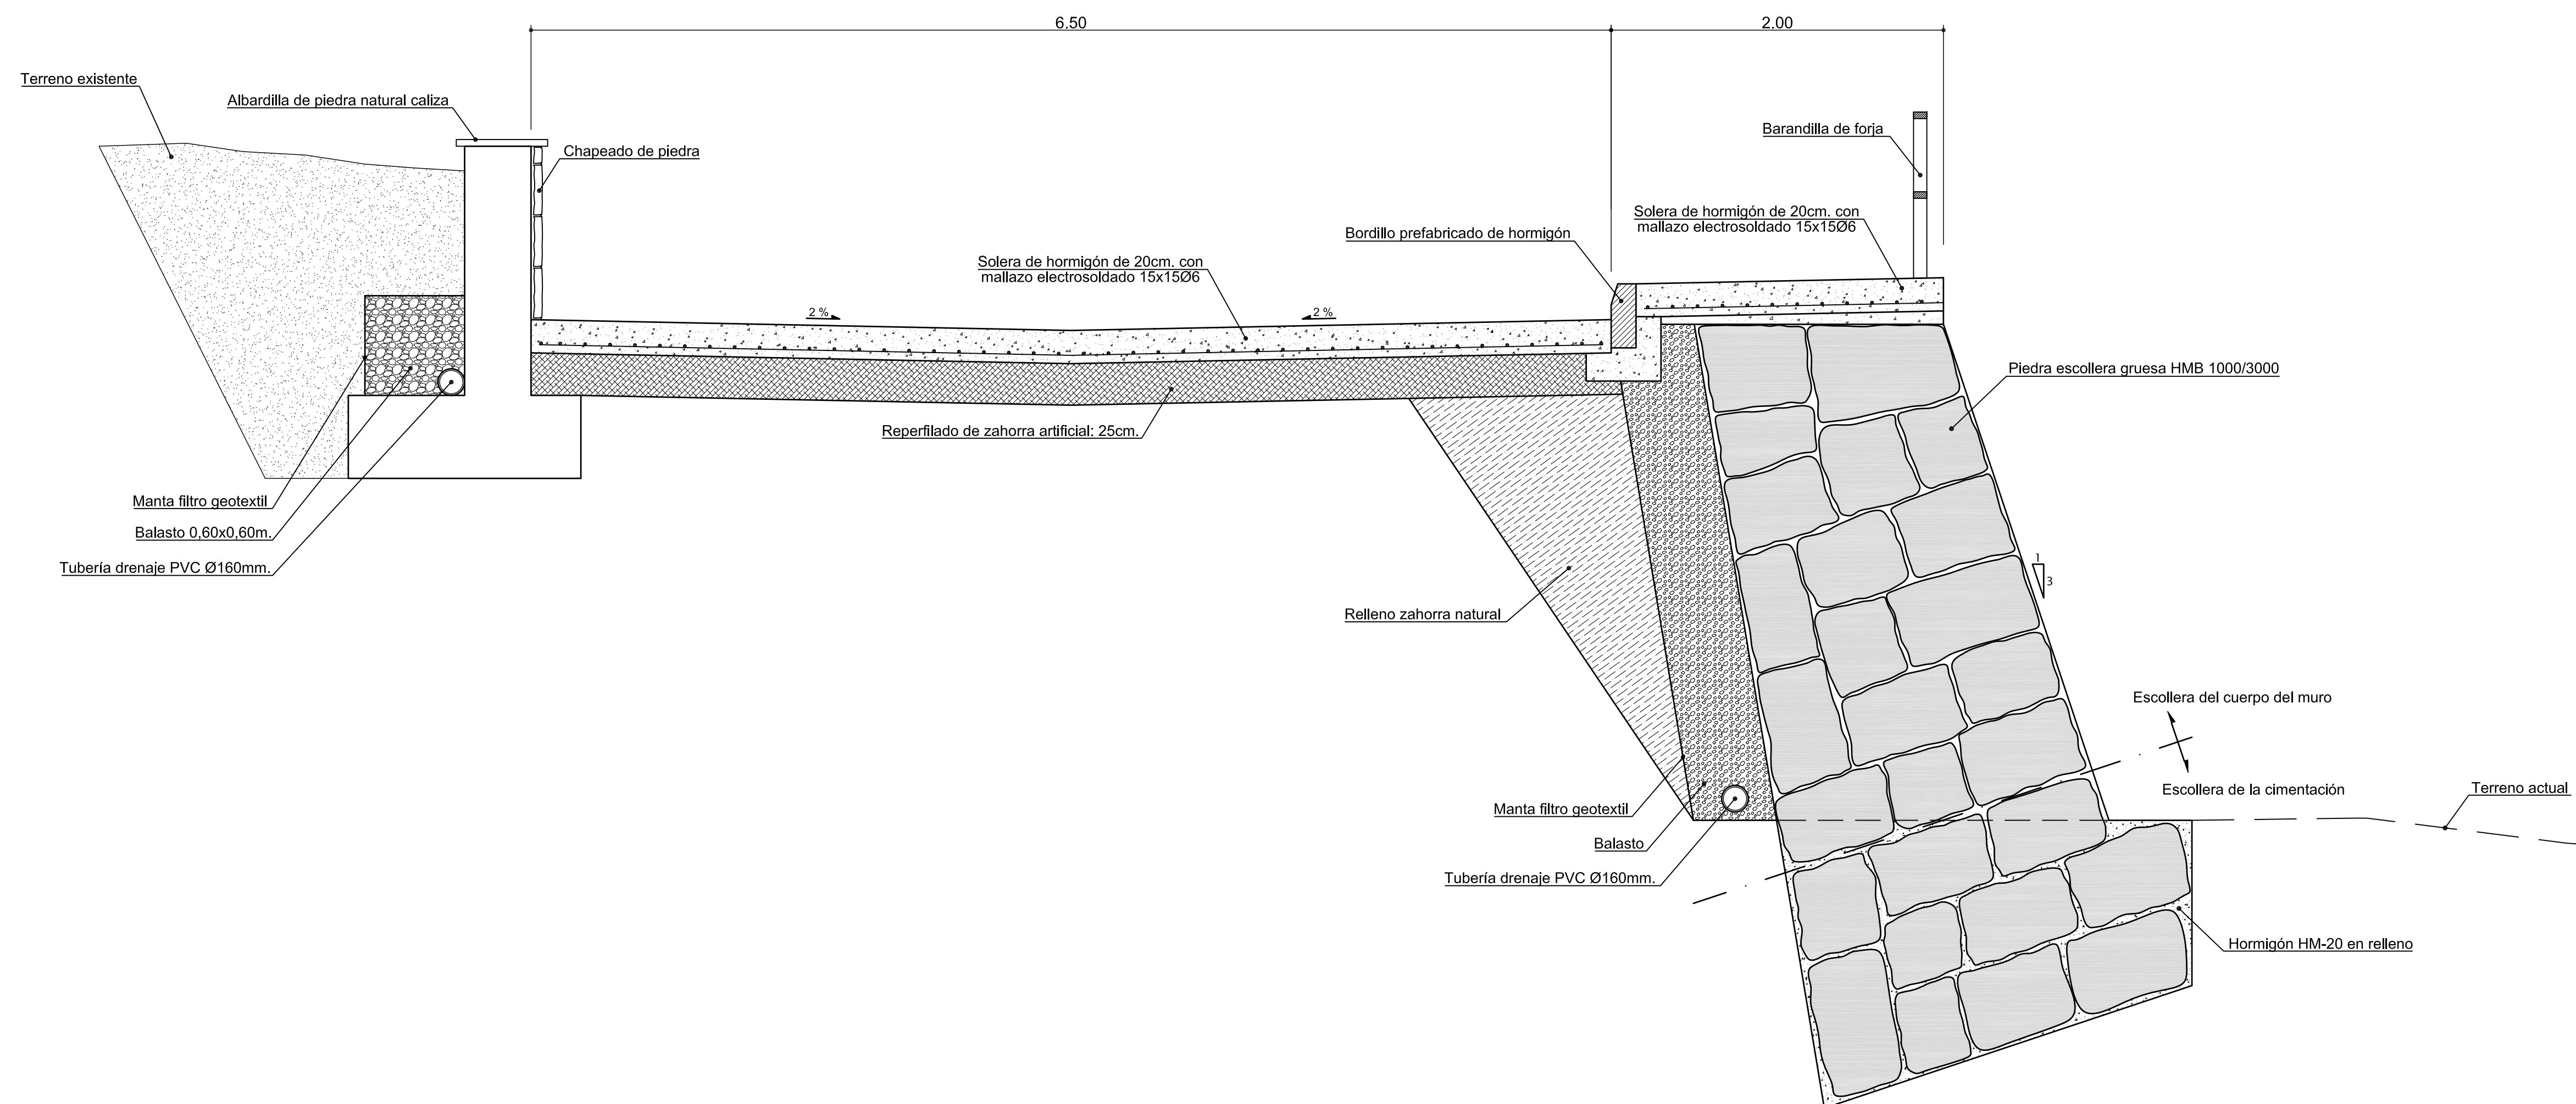 6.50
2.00
Terreno existente
Albardilla de piedra natural caliza
Chapeado de piedra
Barandilla de forja
Solera de hormigón de 20cm. con
mallazo electrosoldado 15x15Ø6
Bordillo prefabricado de hormigón
Solera de hormigón de 20cm. con
mallazo electrosoldado 15x15Ø6
2 %
2 %
Piedra escollera gruesa HMB 1000/3000
Reperfilado de zahorra artificial: 25cm.
Manta filtro geotextil
Balasto 0,60x0,60m.
Tubería drenaje PVC Ø160mm.
1
3
Relleno zahorra natural
Escollera del cuerpo del muro
Escollera de la cimentación
Terreno actual
Manta filtro geotextil
Balasto
Tubería drenaje PVC Ø160mm.
Hormigón HM-20 en relleno